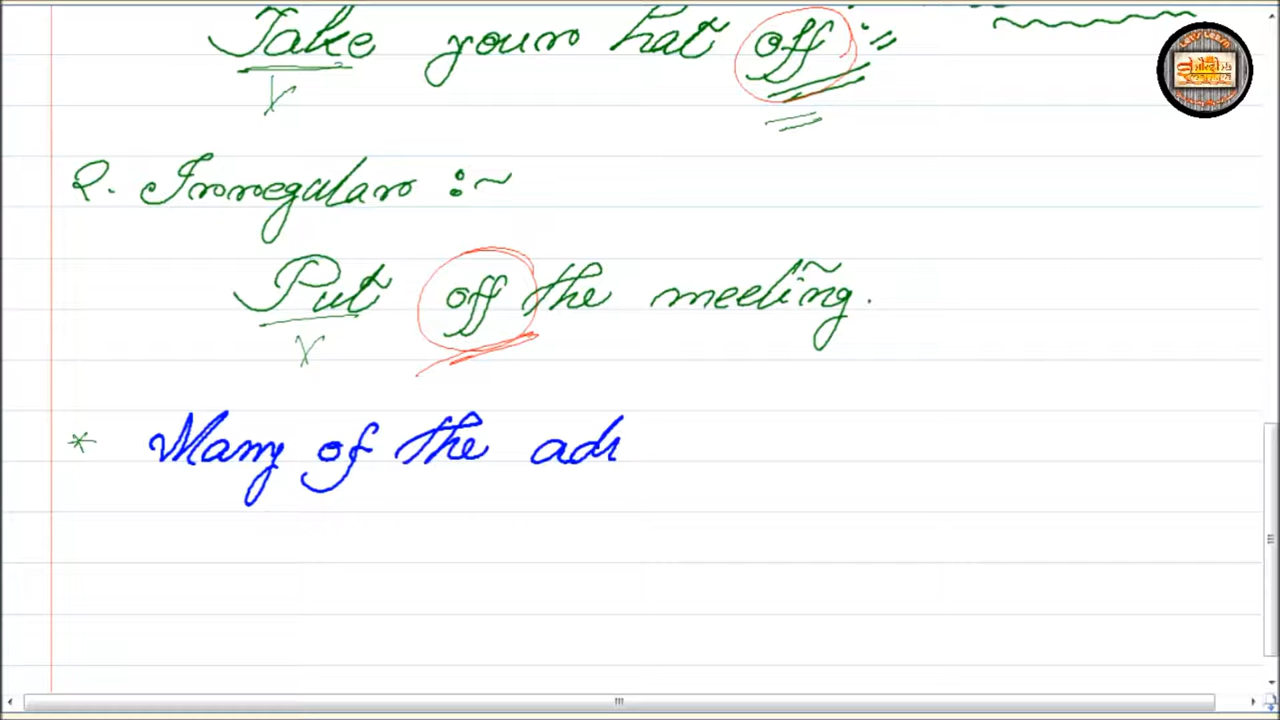 Take your hat off :=
2. Irregular :~
Put off the meeting.
* Many of the ad